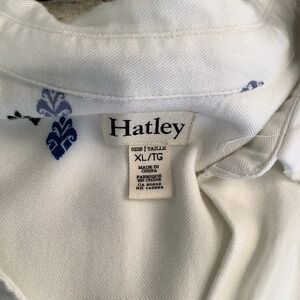 Hatley
SIZE | TAILLE
XL/TG
MADE IN
CHINA
FABRIQUÉ
EN CHINE